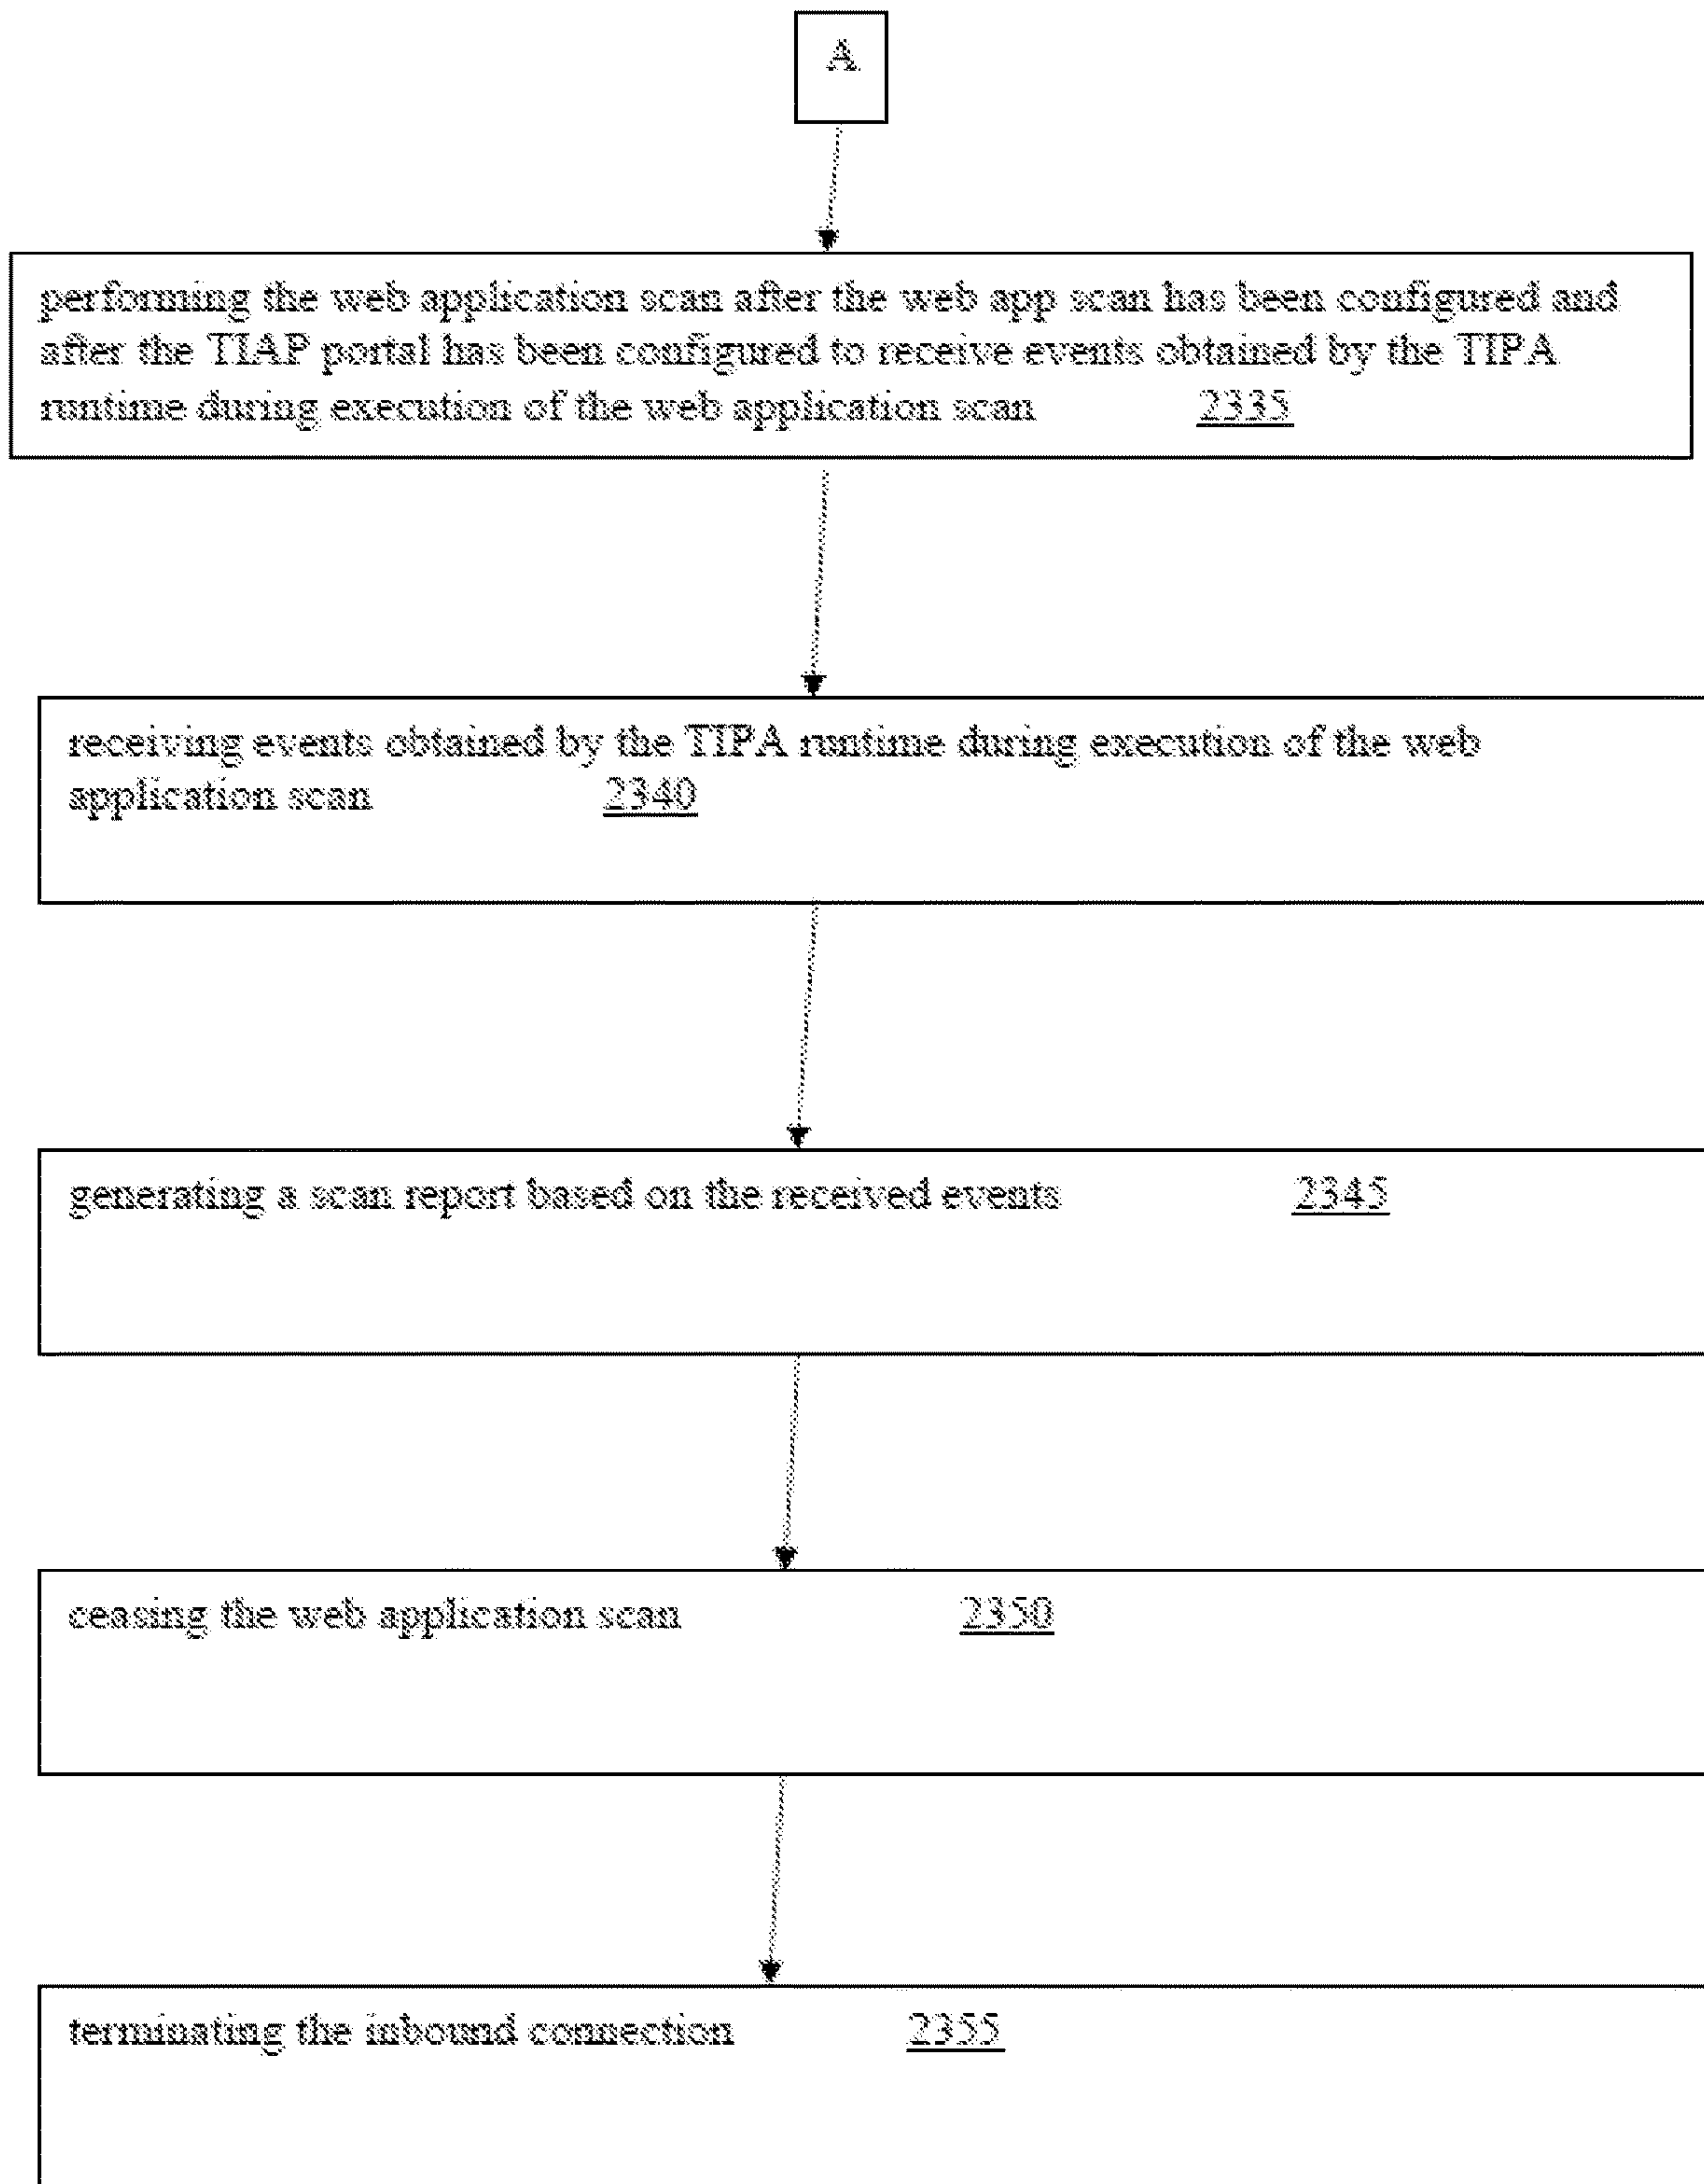 A
performing the web application scan after the web app scan has been configured and
after the TIAP portal has been configured to receive events obtained by the TIPA
runtime during execution of the web application scan 2335
receiving events obtained by the TIPA runtime during execution of the web
application scan 2340
generating a scan report based on the received events 2345
ceasing the web application scan 2350
terminating the inbound connection 2355